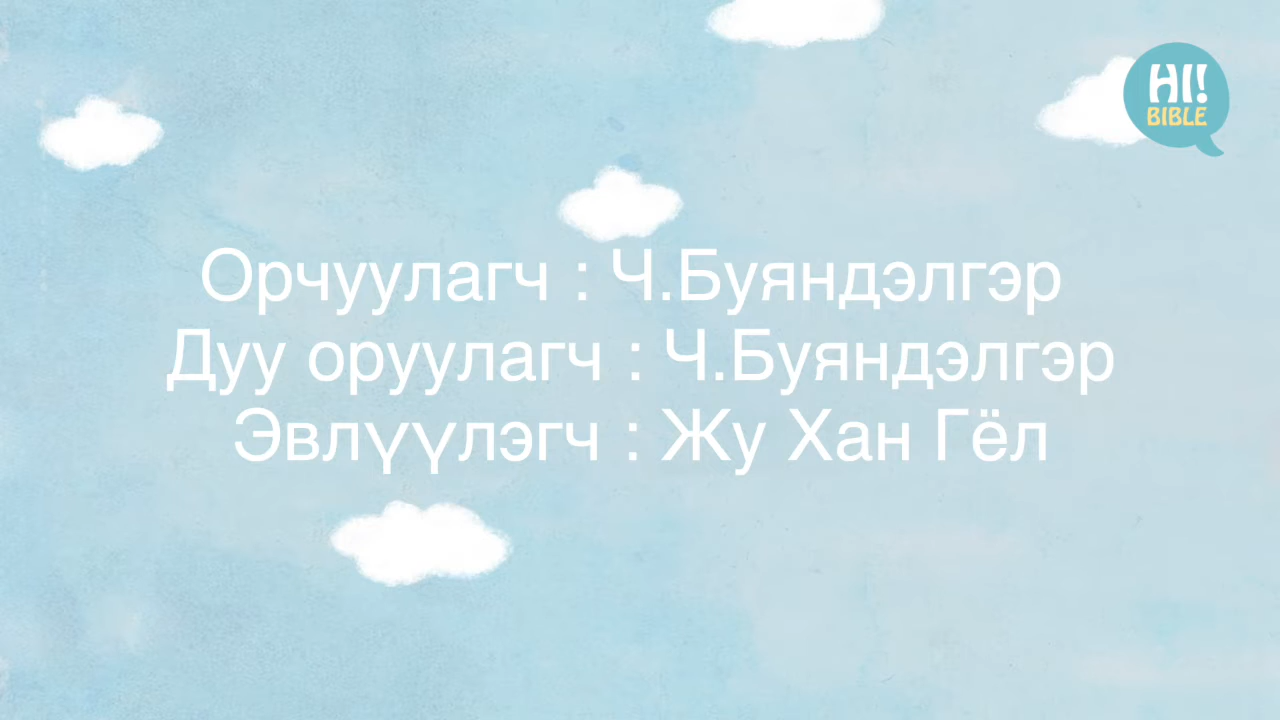 HI!
BIBLE
Орчуулагч : Ч.Буяндэлгэр
Дуу оруулагч : Ч.Буяндэлгэр
Эвлүүлэгч : Жу Хан Гёл